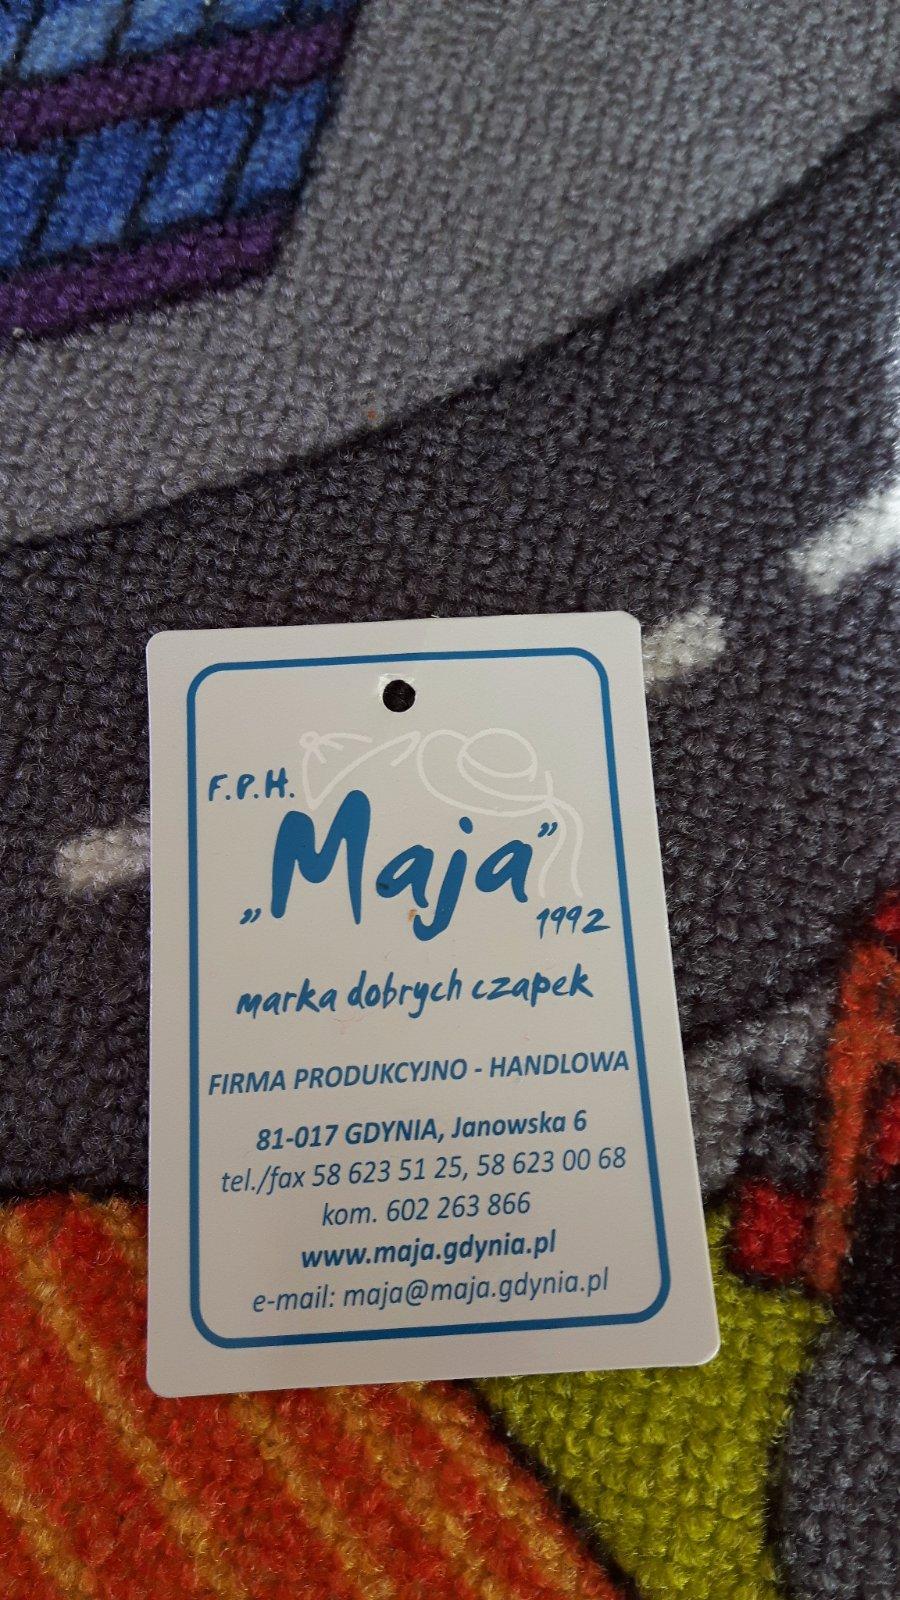 F.P.H.
„Maja”
1992
marka dobrych czapek
FIRMA PRODUKCYJNO - HANDLOWA
81-017 GDYNIA, Janowska 6
tel./fax 58 623 51 25, 58 623 00 68
kom. 602 263 866
www.maja.gdynia.pl
e-mail: maja@maja.gdynia.pl